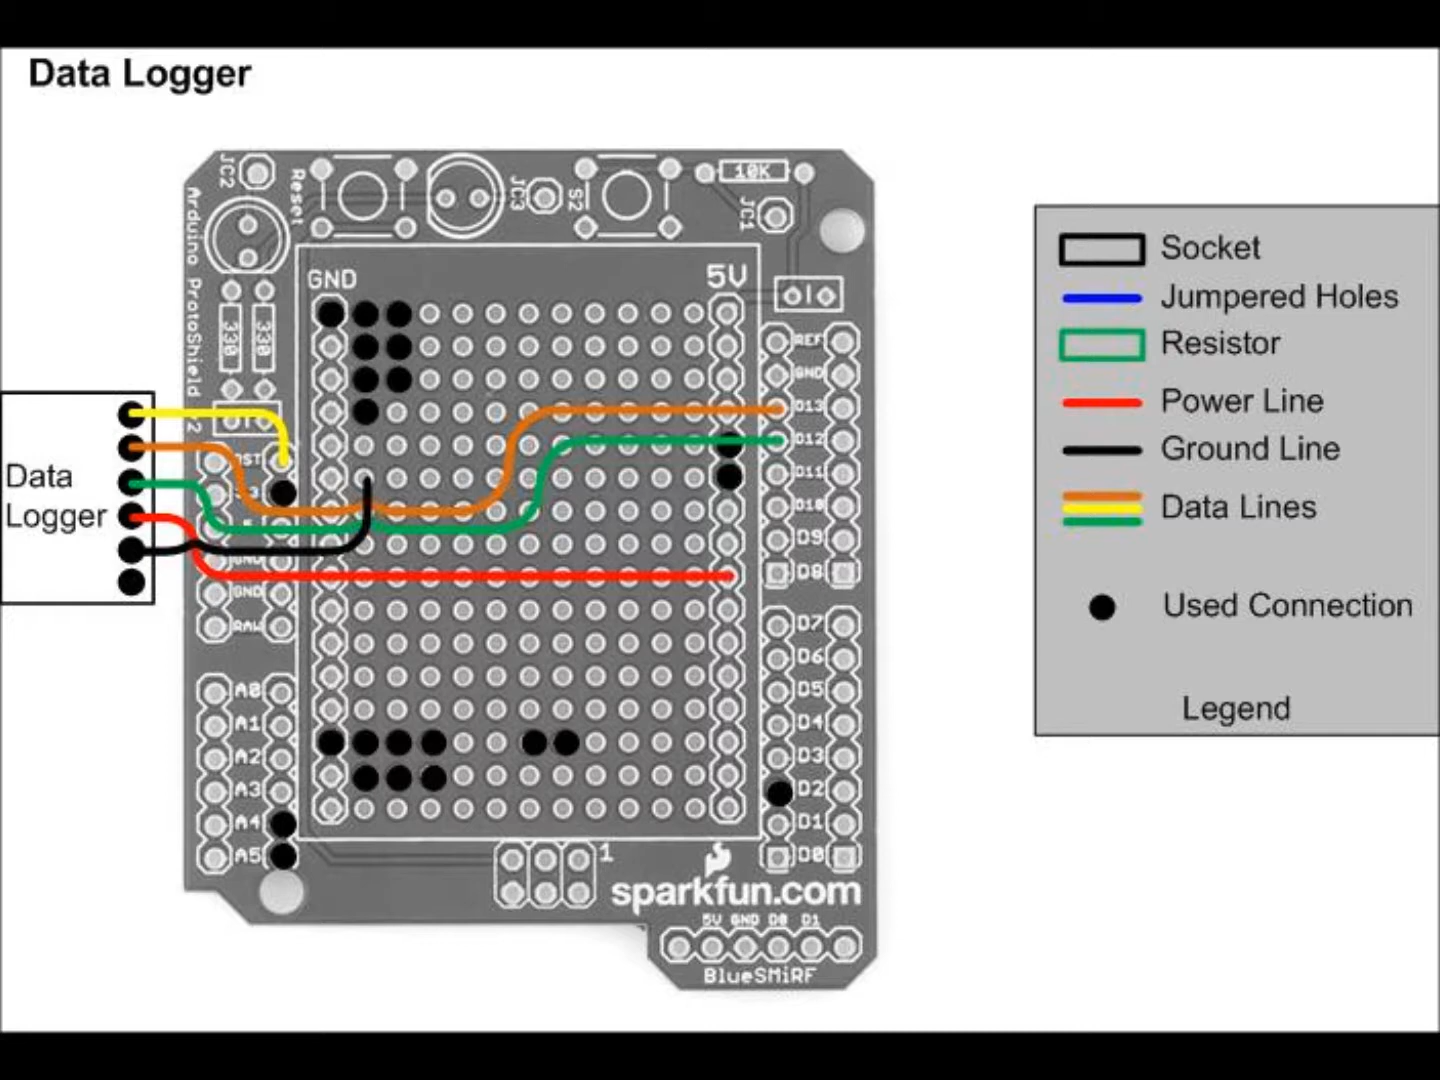 Data Logger
JC2
Reset
JC3
S2
10K
JC1
Arduino ProtoShield
2
GND
5V
330
330
REF
GND
D13
D12
D11
D10
D9
D8
Data
Logger
RST
GND
GND
RAW
D7
D6
D5
D4
D3
D2
D1
D0
A0
A1
A2
A3
A4
A5
1
sparkfun.com
5V GND D0 D1
BlueSMiRF
Socket
Jumpered Holes
Resistor
Power Line
Ground Line
Data Lines
Used Connection
Legend